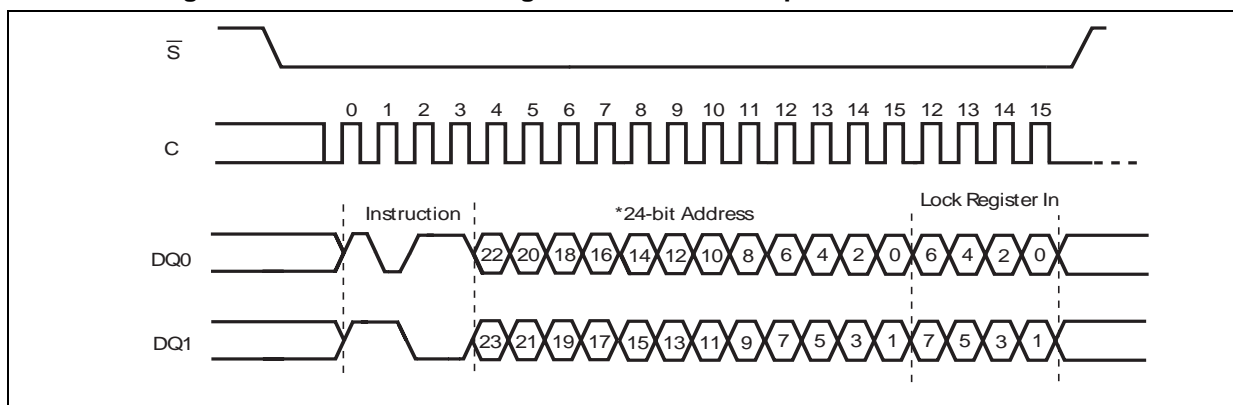 S̅
0 1 2 3 4 5 6 7 8 9 10 11 12 13 14 15 12 13 14 15
C
Instruction *24-bit Address Lock Register In
DQ0 22 20 18 16 14 12 10 8 6 4 2 0 6 4 2 0
DQ1 23 21 19 17 15 13 11 9 7 5 3 1 7 5 3 1